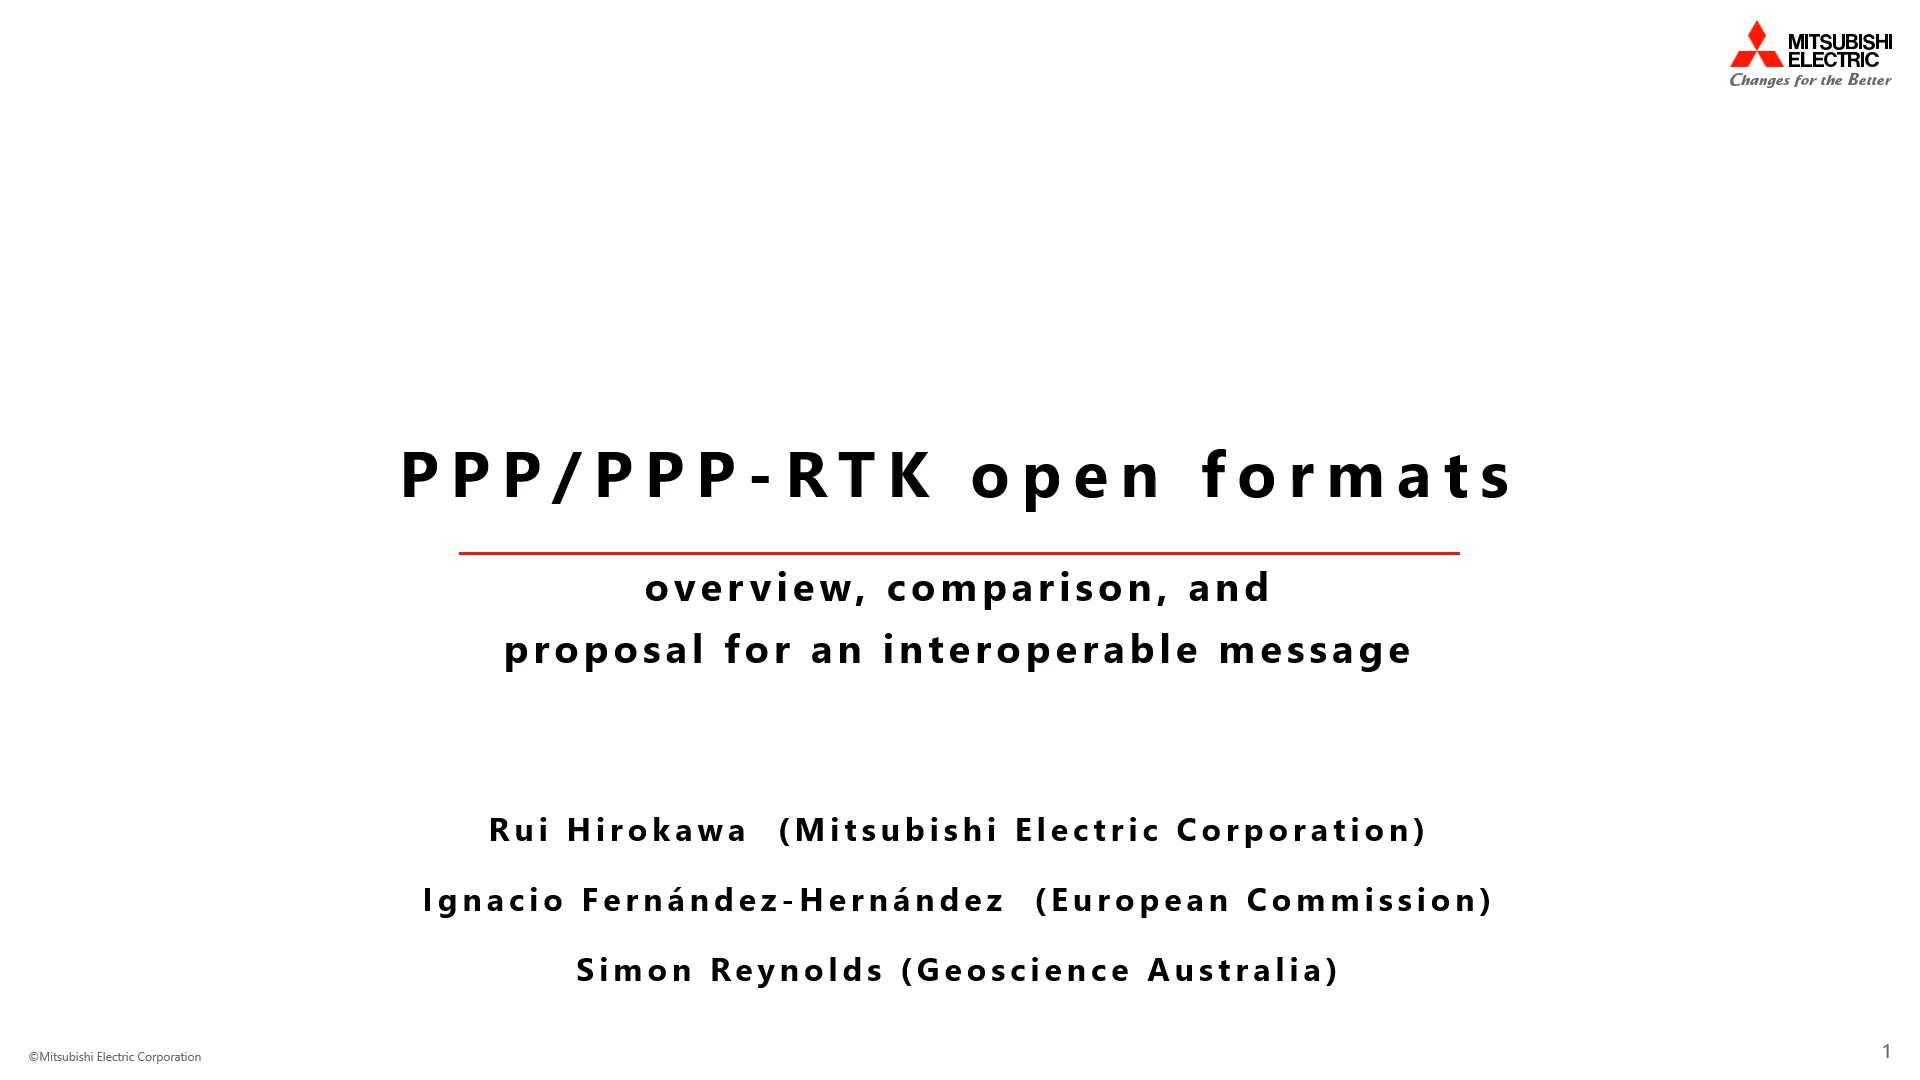 MITSUBISHI
ELECTRIC
Changes for the Better
PPP/PPP-RTK open formats
overview, comparison, and
proposal for an interoperable message
Rui Hirokawa (Mitsubishi Electric Corporation)
Ignacio Fernández-Hernández (European Commission)
Simon Reynolds (Geoscience Australia)
©Mitsubishi Electric Corporation
1